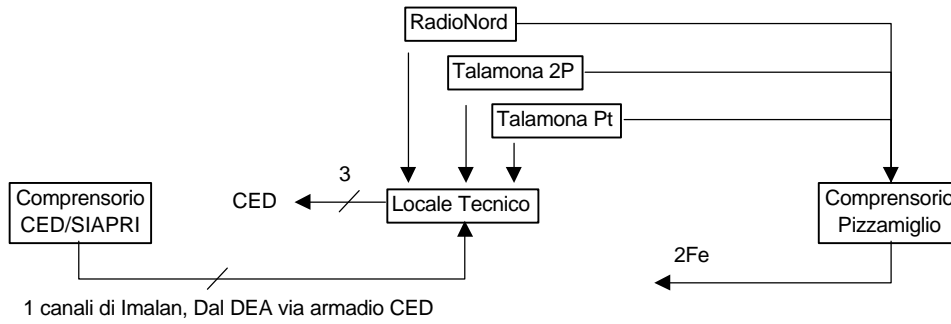 RadioNord
Talamona 2P
Talamona Pt
3
CED
Locale Tecnico
Comprensorio
CED/SIAPRI
Comprensorio
Pizzamiglio
2Fe
1 canali di Imalan, Dal DEA via armadio CED